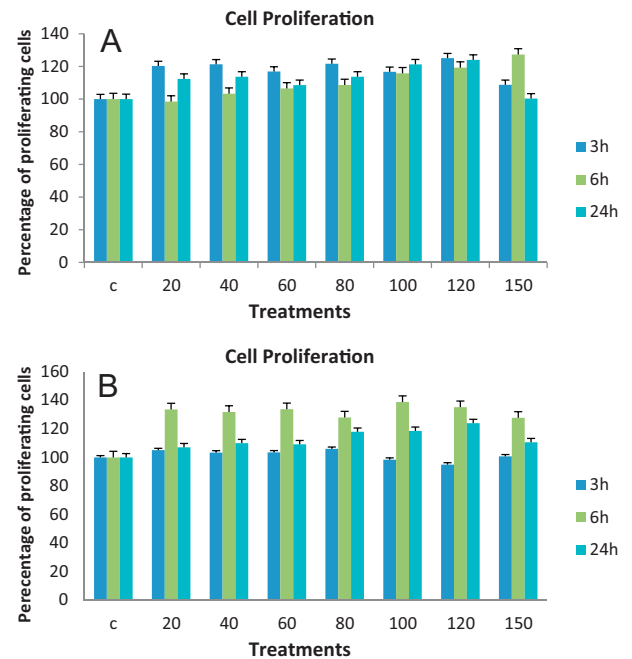 Cell Proliferation
A
Percentage of proliferating cells
140
120
100
80
60
40
20
0
c 20 40 60 80 100 120 150
Treatments
3h
6h
24h
Cell Proliferation
B
Perecentage of proliferating cells
160
140
120
100
80
60
40
20
0
c 20 40 60 80 100 120 150
Treatments
3h
6h
24h